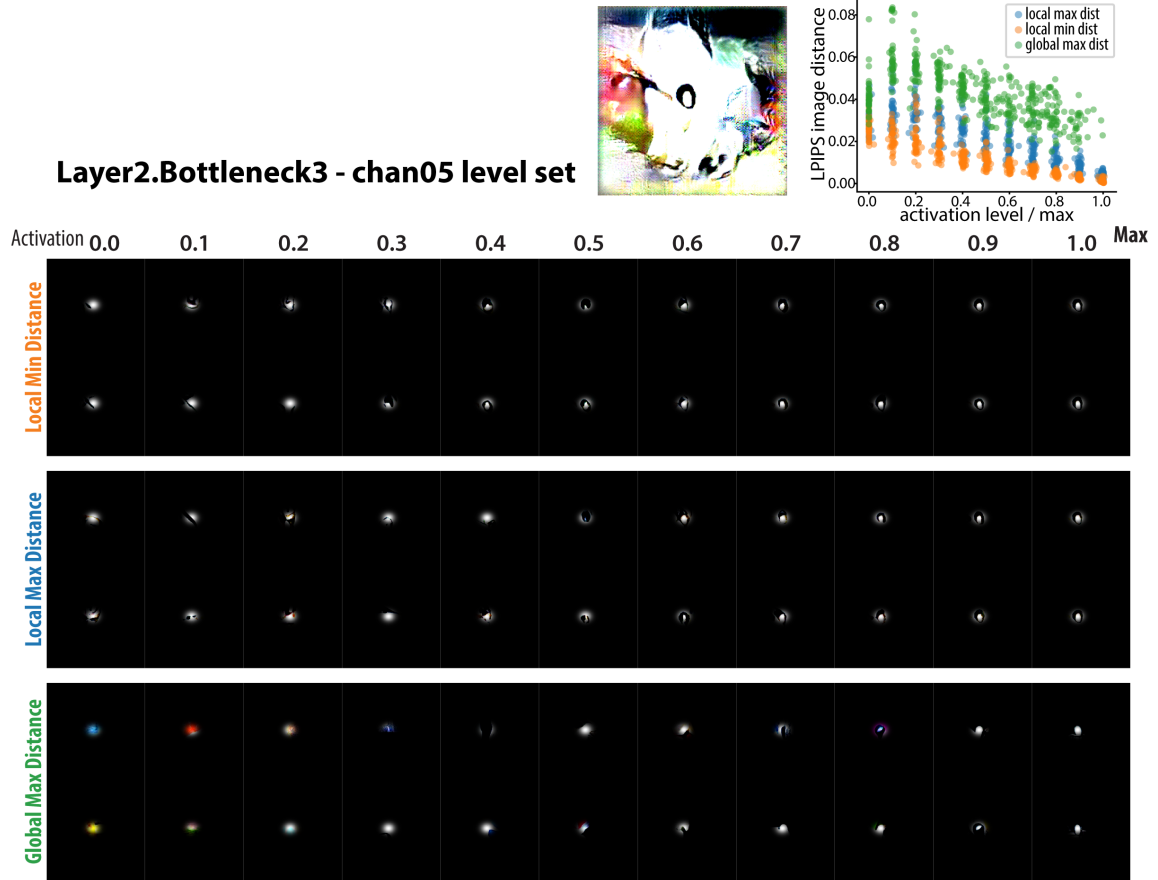 Layer2.Bottleneck3 - chan05 level set
LPIPS image distance
0.08
0.06
0.04
0.02
0.00
local max dist
local min dist
global max dist
0.0 0.2 0.4 0.6 0.8 1.0
activation level / max
Activation 0.0 0.1 0.2 0.3 0.4 0.5 0.6 0.7 0.8 0.9 1.0 Max
Local Min Distance
Local Max Distance
Global Max Distance